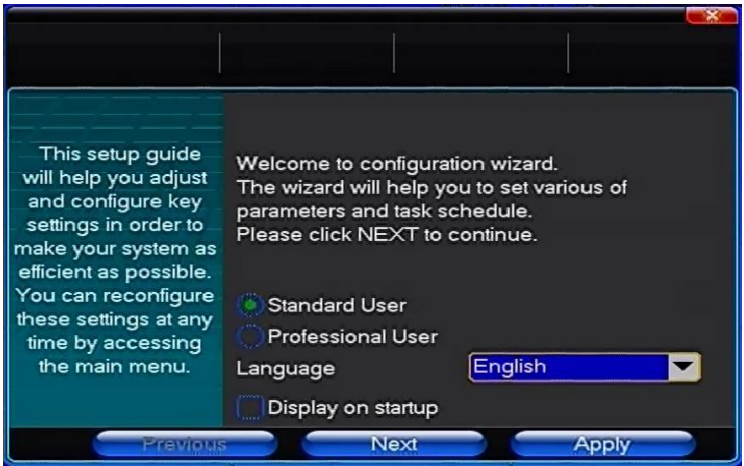 This setup guide
will help you adjust
and configure key
settings in order to
make your system as
efficient as possible.
You can reconfigure
these settings at any
time by accessing
the main menu.
Welcome to configuration wizard.
The wizard will help you to set various of
parameters and task schedule.
Please click NEXT to continue.
Standard User
Professional User
Language English
Display on startup
Previous Next Apply